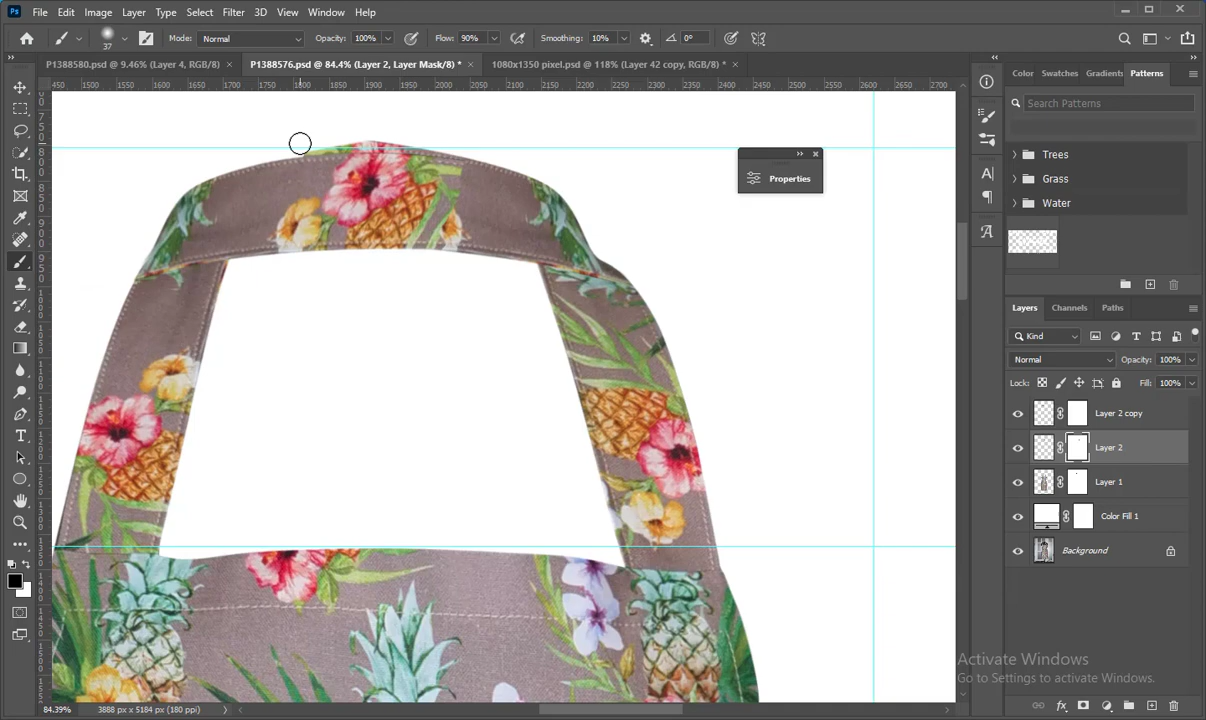 Ps File Edit Image Layer Type Select Filter 3D View Window Help
37 Mode: Normal Opacity: 100% Flow: 90% Smoothing: 10% 0°
P1388580.psd @ 9.46% (Layer 4, RGB/8) × P1388576.psd @ 84.4% (Layer 2, Layer Mask/8) * × 1080x1350 pixel.psd @ 118% (Layer 42 copy, RGB/8) * ×
450 1500 1550 1600 1650 1700 1750 1800 1850 1900 1950 2000 2050 2100 2150 2200 2250 2300 2350 2400 2450 2500 2550 2600 2650 2700
Color Swatches Gradients Patterns
Search Patterns
Trees
Grass
Water
Properties
Layers Channels Paths
Kind
Normal Opacity: 100%
Lock: Fill: 100%
Layer 2 copy
Layer 2
Layer 1
Color Fill 1
Background
Activate Windows
Go to Settings to activate Windows.
84.39% 3888 px x 5184 px (180 ppi)